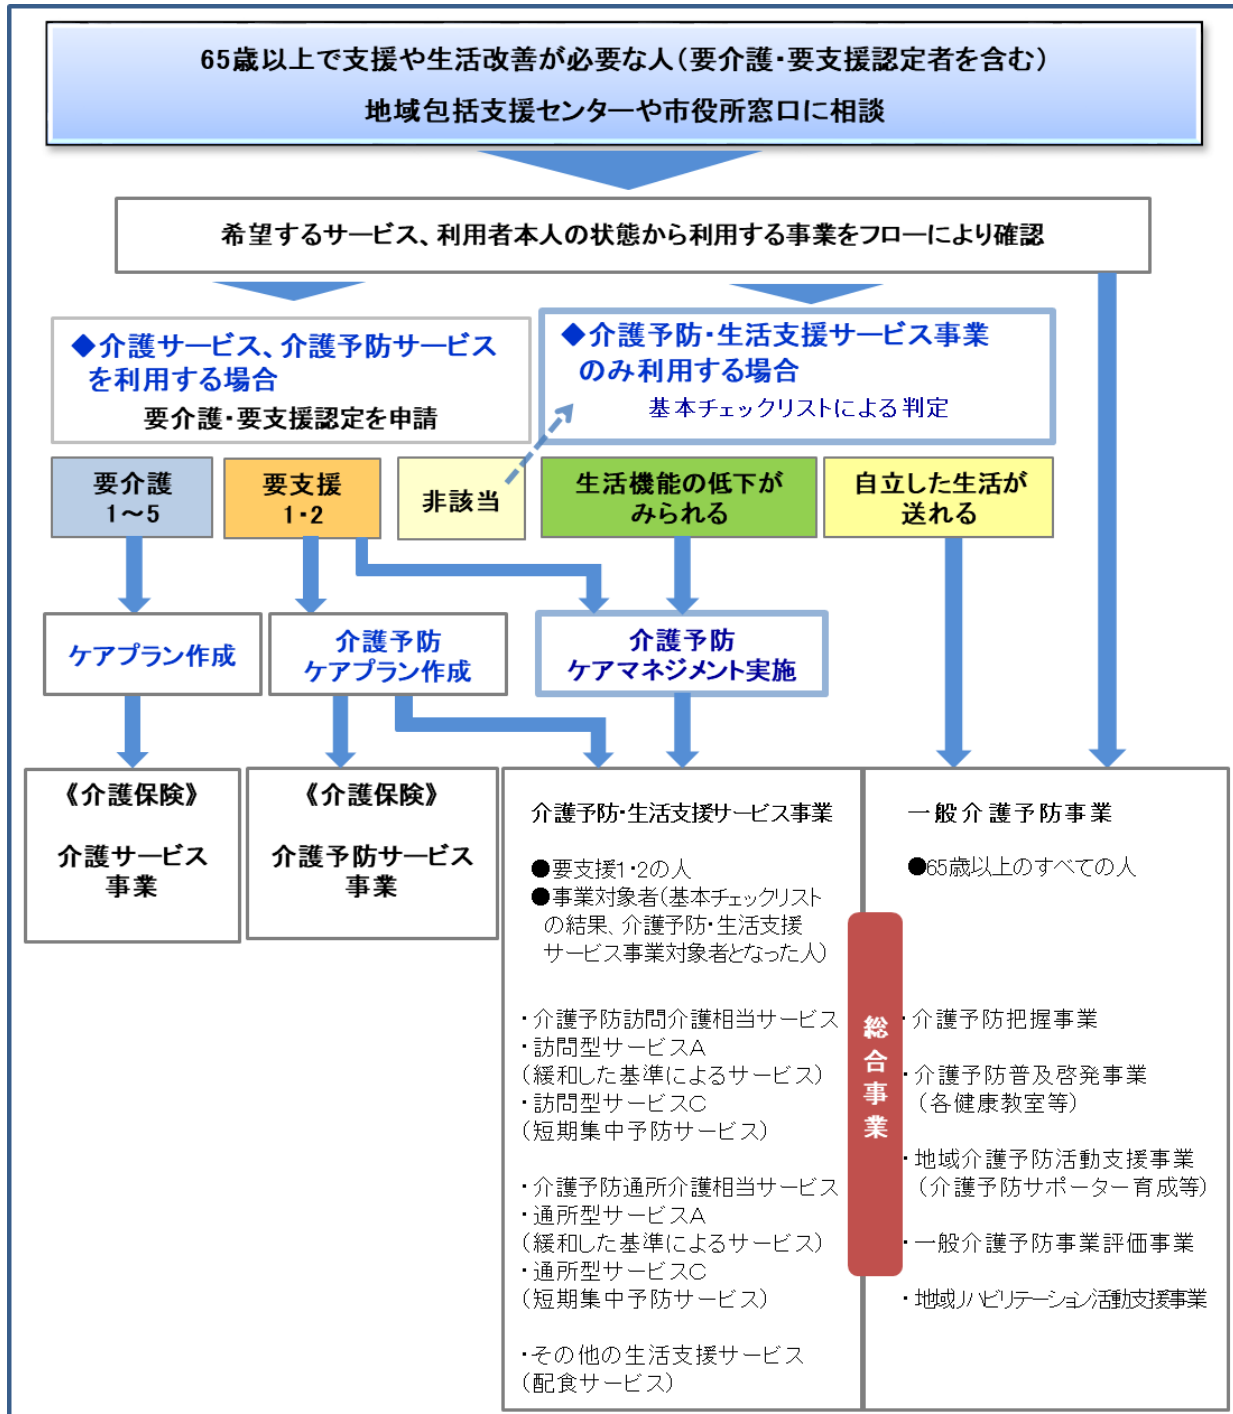 65歳以上で支援や生活改善が必要な人(要介護・要支援認定者を含む)
地域包括支援センターや市役所窓口に相談
希望するサービス、利用者本人の状態から利用する事業をフローにより確認
◆介護サービス、介護予防サービス
を利用する場合
要介護・要支援認定を申請
◆介護予防・生活支援サービス事業
のみ利用する場合
基本チェックリストによる判定
要介護
1～5
要支援
1・2
非該当
生活機能の低下が
みられる
自立した生活が
送れる
ケアプラン作成
介護予防
ケアプラン作成
介護予防
ケアマネジメント実施
《介護保険》
介護サービス
事業
《介護保険》
介護予防サービス
事業
介護予防・生活支援サービス事業
●要支援1・2の人
●事業対象者(基本チェックリスト
の結果、介護予防・生活支援
サービス事業対象者となった人)
・介護予防訪問介護相当サービス
・訪問型サービスA
(緩和した基準によるサービス)
・訪問型サービスC
(短期集中予防サービス)
・介護予防通所介護相当サービス
・通所型サービスA
(緩和した基準によるサービス)
・通所型サービスC
(短期集中予防サービス)
・その他の生活支援サービス
(配食サービス)
総合事業
一般介護予防事業
●65歳以上のすべての人
・介護予防把握事業
・介護予防普及啓発事業
(各健康教室等)
・地域介護予防活動支援事業
(介護予防サポーター育成等)
・一般介護予防事業評価事業
・地域リハビリテーション活動支援事業